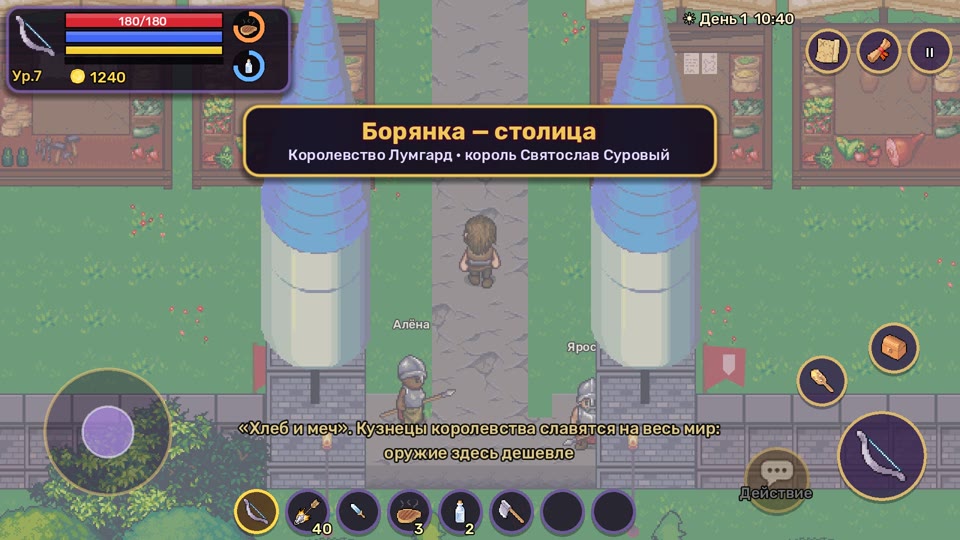 180/180
Ур.7
1240
День 1 10:40
Борянка — столица
Королевство Лумгард • король Святослав Суровый
Алёна
Ярос
«Хлеб и меч». Кузнецы королевства славятся на весь мир:
оружие здесь дешевле
Действие
40
3
2